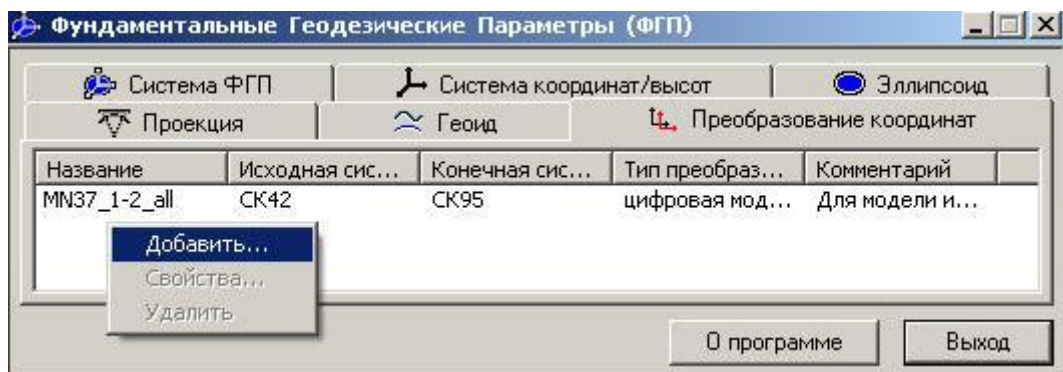 Фундаментальные Геодезические Параметры (ФГП)
Система ФГП Система координат/высот Эллипсоид
Проекция Геоид Преобразование координат
Название Исходная сис... Конечная сис... Тип преобраз... Комментарий
MN37_1-2_all СК42 СК95 цифровая мод... Для модели и...
Добавить...
Свойства...
Удалить
О программе Выход